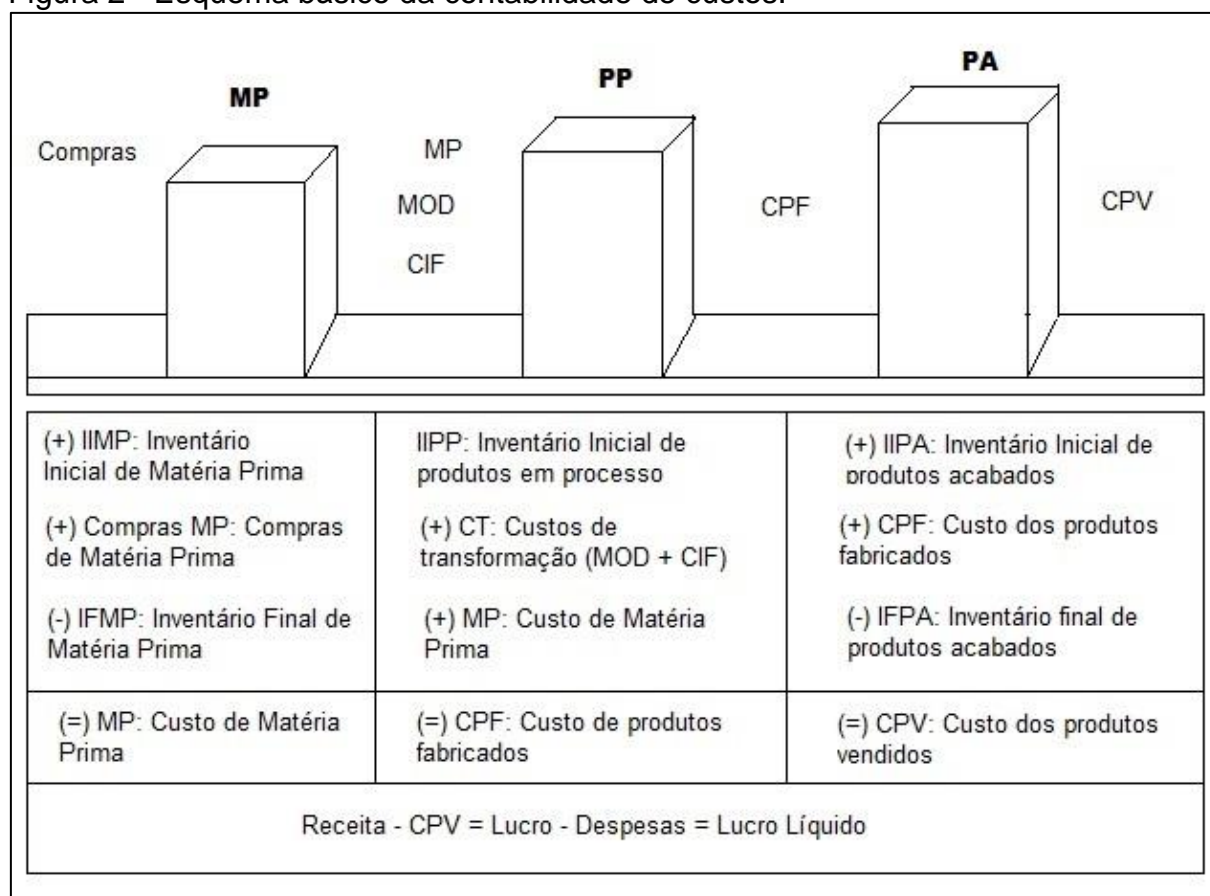 Figura 2 - Esquema básico da contabilidade de custos.
MP
PP
PA
Compras
MP
MOD
CIF
CPF
CPV
(+) IIMP: Inventário
Inicial de Matéria Prima
(+) Compras MP: Compras
de Matéria Prima
(-) IFMP: Inventário Final de
Matéria Prima
(=) MP: Custo de Matéria
Prima
IIPP: Inventário Inicial de
produtos em processo
(+) CT: Custos de
transformação (MOD + CIF)
(+) MP: Custo de Matéria
Prima
(=) CPF: Custo de produtos
fabricados
(+) IIPA: Inventário Inicial de
produtos acabados
(+) CPF: Custo dos produtos
fabricados
(-) IFPA: Inventário final de
produtos acabados
(=) CPV: Custo dos produtos
vendidos
Receita - CPV = Lucro - Despesas = Lucro Líquido